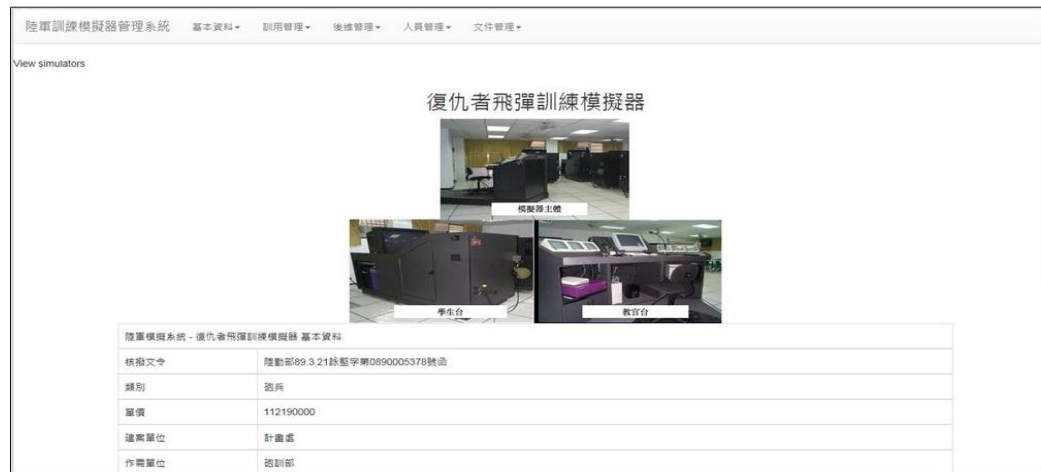 陸軍訓練模擬器管理系統 基本資料 訓用管理 後維管理 人員管理 文件管理
View simulators
復仇者飛彈訓練模擬器
模擬器主體
學生台 教官台
陸軍模擬系統 - 復仇者飛彈訓練模擬器 基本資料
核撥文令 陸勤部89.3.21詠堅字第0890005378號函
類別 砲兵
單價 112190000
建案單位 計畫處
作需單位 砲訓部